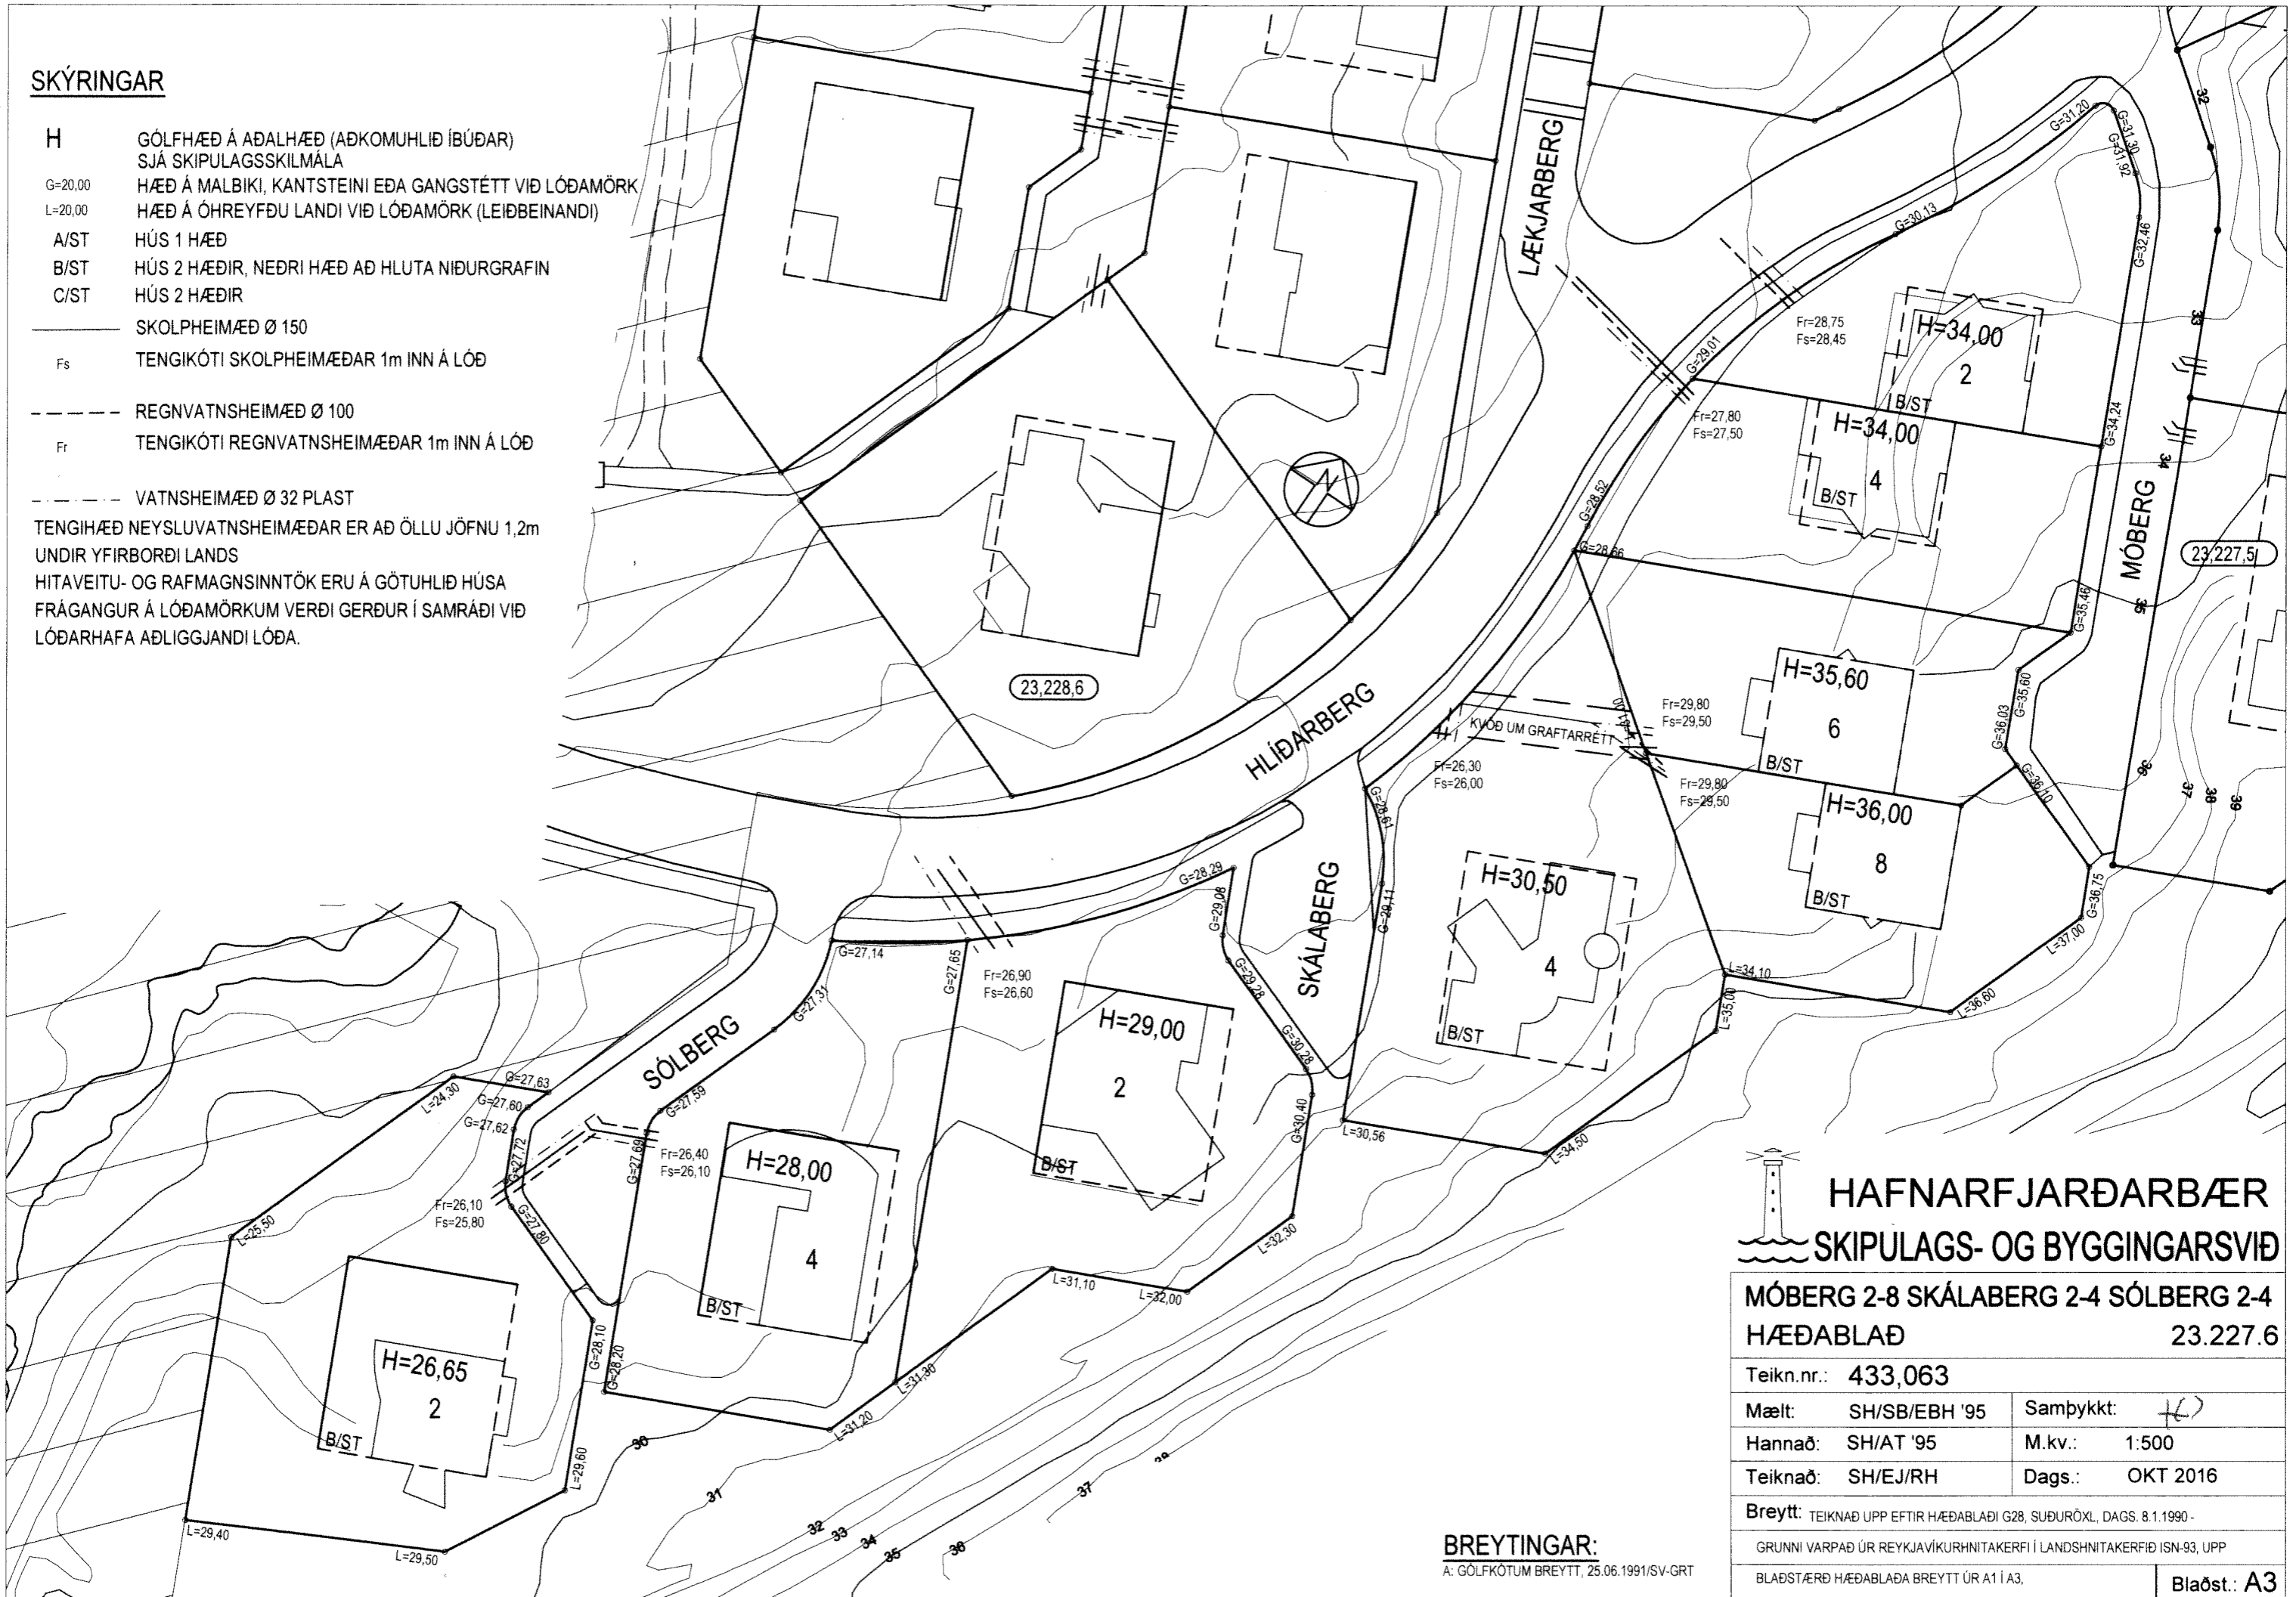 SKÝRINGAR
H GÓLFHÆÐ Á AÐALHÆÐ (AÐKOMUHLIÐ ÍBÚÐAR)
SJÁ SKIPULAGSSKILMÁLA
G=20,00 HÆÐ Á MALBIKI, KANTSTEINI EÐA GANGSTÉTT VIÐ LÓÐAMÖRK
L=20,00 HÆÐ Á ÓHREYFÐU LANDI VIÐ LÓÐAMÖRK (LEIÐBEINANDI)
A/ST HÚS 1 HÆÐ
B/ST HÚS 2 HÆÐIR, NEÐRI HÆÐ AÐ HLUTA NIÐURGRAFIN
C/ST HÚS 2 HÆÐIR
SKOLPHEIMÆÐ Ø 150
Fs TENGIKÓTI SKOLPHEIMÆÐAR 1m INN Á LÓÐ
REGNVATNSHEIMÆÐ Ø 100
Fr TENGIKÓTI REGNVATNSHEIMÆÐAR 1m INN Á LÓÐ
VATNSHEIMÆÐ Ø 32 PLAST
TENGIHÆÐ NEYSLUVATNSHEIMÆÐAR ER AÐ ÖLLU JÖFNU 1,2m
UNDIR YFIRBORÐI LANDS
HITAVEITU- OG RAFMAGNSINNTÖK ERU Á GÖTUHLIÐ HÚSA
FRÁGANGUR Á LÓÐAMÖRKUM VERÐI GERÐUR Í SAMRÁÐI VIÐ
LÓÐARHAFA AÐLIGGJANDI LÓÐA.
LÆKJARBERG
G=31,20
G=31,30
G=31,92
32
G=30,13
G=32,46
33
Fr=28,75
Fs=28,45
H=34,00
2
B/ST
G=29,01
Fr=27,80
Fs=27,50
H=34,00
4
B/ST
G=34,24
34
MÓBERG
23,227,5
G=28,52
G=28,66
G=35,46
35
N
23,228,6
HLÍÐARBERG
KVÖÐ UM GRAFTARRÉTT
Fr=29,80
Fs=29,50
H=35,60
6
B/ST
G=35,60
G=36,03
36
37
38
39
Fr=26,30
Fs=26,00
Fr=29,80
Fs=29,50
H=36,00
8
B/ST
G=36,10
G=36,75
L=37,00
L=36,60
L=34,10
L=35,00
G=28,61
G=29,11
SKÁLABERG
H=30,50
4
B/ST
L=30,56
L=34,50
G=28,29
G=29,08
G=29,28
G=30,28
G=30,40
G=27,14
G=27,65
G=27,31
Fr=26,90
Fs=26,60
H=29,00
2
B/ST
L=32,30
L=32,00
L=31,10
SÓLBERG
G=27,63
G=27,60
G=27,62
G=27,72
L=24,30
G=27,59
G=27,69
Fr=26,40
Fs=26,10
H=28,00
4
B/ST
Fr=26,10
Fs=25,80
G=27,80
L=25,50
G=28,10
G=28,20
L=31,30
L=31,20
H=26,65
2
B/ST
L=29,60
L=29,40
L=29,50
30
31
32
33
34
35
37
HAFNARFJARÐARBÆR
SKIPULAGS- OG BYGGINGARSVIÐ
MÓBERG 2-8 SKÁLABERG 2-4 SÓLBERG 2-4
HÆÐABLAÐ 23.227.6
Teikn.nr.: 433,063
Mælt: SH/SB/EBH '95 Samþykkt:
Hannað: SH/AT '95 M.kv.: 1:500
Teiknað: SH/EJ/RH Dags.: OKT 2016
Breytt: TEIKNAÐ UPP EFTIR HÆÐABLAÐI G28, SUÐURÖXL, DAGS. 8.1.1990 -
GRUNNI VARPAÐ ÚR REYKJAVÍKURHNITAKERFI Í LANDSHNITAKERFIÐ ISN-93, UPP
BLAÐSTÆRÐ HÆÐABLAÐA BREYTT ÚR A1 Í A3,
Blaðst.: A3
BREYTINGAR:
A: GÓLFKÓTUM BREYTT, 25.06.1991/SV-GRT